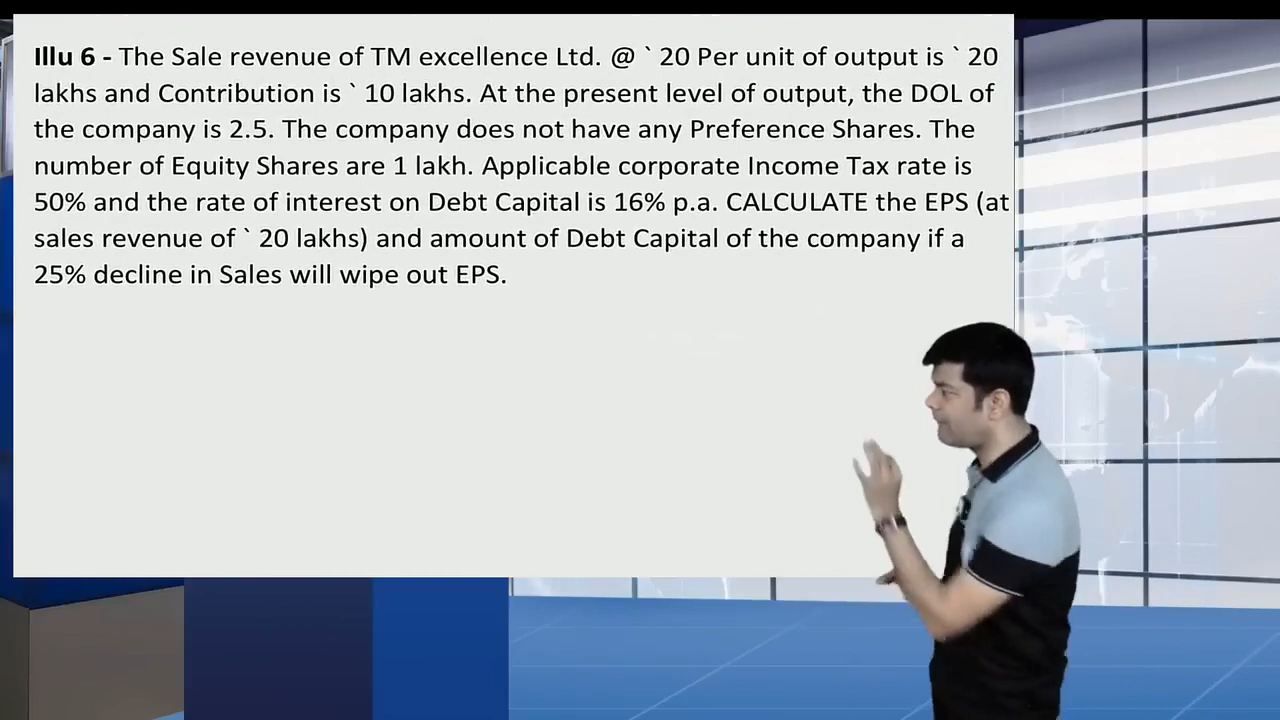 Illu 6 - The Sale revenue of TM excellence Ltd. @ ` 20 Per unit of output is ` 20
lakhs and Contribution is ` 10 lakhs. At the present level of output, the DOL of
the company is 2.5. The company does not have any Preference Shares. The
number of Equity Shares are 1 lakh. Applicable corporate Income Tax rate is
50% and the rate of interest on Debt Capital is 16% p.a. CALCULATE the EPS (at
sales revenue of ` 20 lakhs) and amount of Debt Capital of the company if a
25% decline in Sales will wipe out EPS.